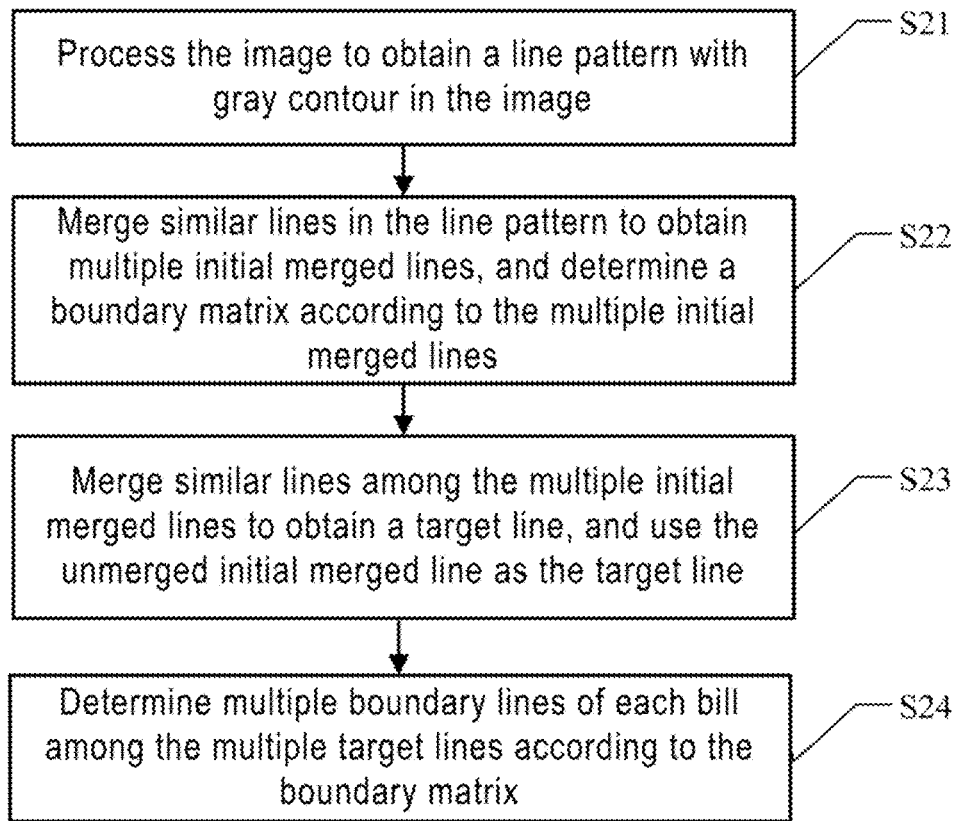 Process the image to obtain a line pattern with
gray contour in the image
S21
Merge similar lines in the line pattern to obtain
multiple initial merged lines, and determine a
boundary matrix according to the multiple initial
merged lines
S22
Merge similar lines among the multiple initial
merged lines to obtain a target line, and use the
unmerged initial merged line as the target line
S23
Determine multiple boundary lines of each bill
among the multiple target lines according to the
boundary matrix
S24